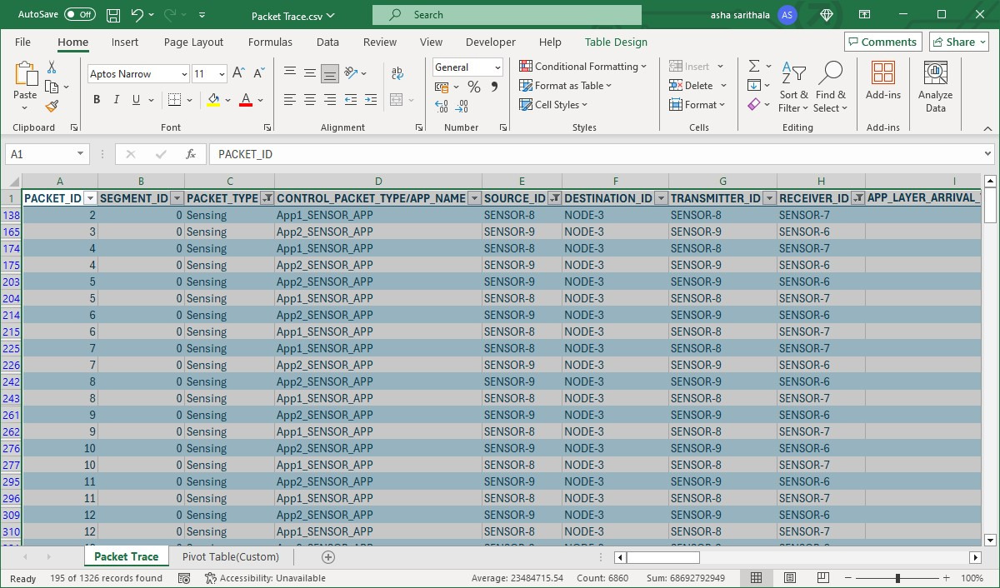 AutoSave Off Packet Trace.csv Search asha sarithala AS
File Home Insert Page Layout Formulas Data Review View Developer Help Table Design Comments Share
Paste Aptos Narrow 11 A A ab General Conditional Formatting Insert Σ A Z
B I U A % 9 Format as Table Delete Sort & Filter Find & Select Add-ins Analyze Data
Cell Styles Format
Clipboard Font Alignment Number Styles Cells Editing Add-ins
A1 fx PACKET_ID
A B C D E F G H I
1 PACKET_ID SEGMENT_ID PACKET_TYPE CONTROL_PACKET_TYPE/APP_NAME SOURCE_ID DESTINATION_ID TRANSMITTER_ID RECEIVER_ID APP_LAYER_ARRIVAL_
138 2 0 Sensing App1_SENSOR_APP SENSOR-8 NODE-3 SENSOR-8 SENSOR-7
165 3 0 Sensing App2_SENSOR_APP SENSOR-9 NODE-3 SENSOR-9 SENSOR-6
174 4 0 Sensing App1_SENSOR_APP SENSOR-8 NODE-3 SENSOR-8 SENSOR-7
175 4 0 Sensing App2_SENSOR_APP SENSOR-9 NODE-3 SENSOR-9 SENSOR-6
203 5 0 Sensing App2_SENSOR_APP SENSOR-9 NODE-3 SENSOR-9 SENSOR-6
204 5 0 Sensing App1_SENSOR_APP SENSOR-8 NODE-3 SENSOR-8 SENSOR-7
214 6 0 Sensing App2_SENSOR_APP SENSOR-9 NODE-3 SENSOR-9 SENSOR-6
215 6 0 Sensing App1_SENSOR_APP SENSOR-8 NODE-3 SENSOR-8 SENSOR-7
225 7 0 Sensing App1_SENSOR_APP SENSOR-8 NODE-3 SENSOR-8 SENSOR-7
226 7 0 Sensing App2_SENSOR_APP SENSOR-9 NODE-3 SENSOR-9 SENSOR-6
242 8 0 Sensing App2_SENSOR_APP SENSOR-9 NODE-3 SENSOR-9 SENSOR-6
243 8 0 Sensing App1_SENSOR_APP SENSOR-8 NODE-3 SENSOR-8 SENSOR-7
261 9 0 Sensing App2_SENSOR_APP SENSOR-9 NODE-3 SENSOR-9 SENSOR-6
262 9 0 Sensing App1_SENSOR_APP SENSOR-8 NODE-3 SENSOR-8 SENSOR-7
276 10 0 Sensing App2_SENSOR_APP SENSOR-9 NODE-3 SENSOR-9 SENSOR-6
277 10 0 Sensing App1_SENSOR_APP SENSOR-8 NODE-3 SENSOR-8 SENSOR-7
295 11 0 Sensing App2_SENSOR_APP SENSOR-9 NODE-3 SENSOR-9 SENSOR-6
296 11 0 Sensing App1_SENSOR_APP SENSOR-8 NODE-3 SENSOR-8 SENSOR-7
309 12 0 Sensing App2_SENSOR_APP SENSOR-9 NODE-3 SENSOR-9 SENSOR-6
310 12 0 Sensing App1_SENSOR_APP SENSOR-8 NODE-3 SENSOR-8 SENSOR-7
Packet Trace Pivot Table(Custom)
Ready 195 of 1326 records found Accessibility: Unavailable Average: 23484715.54 Count: 6860 Sum: 68692792949 100%